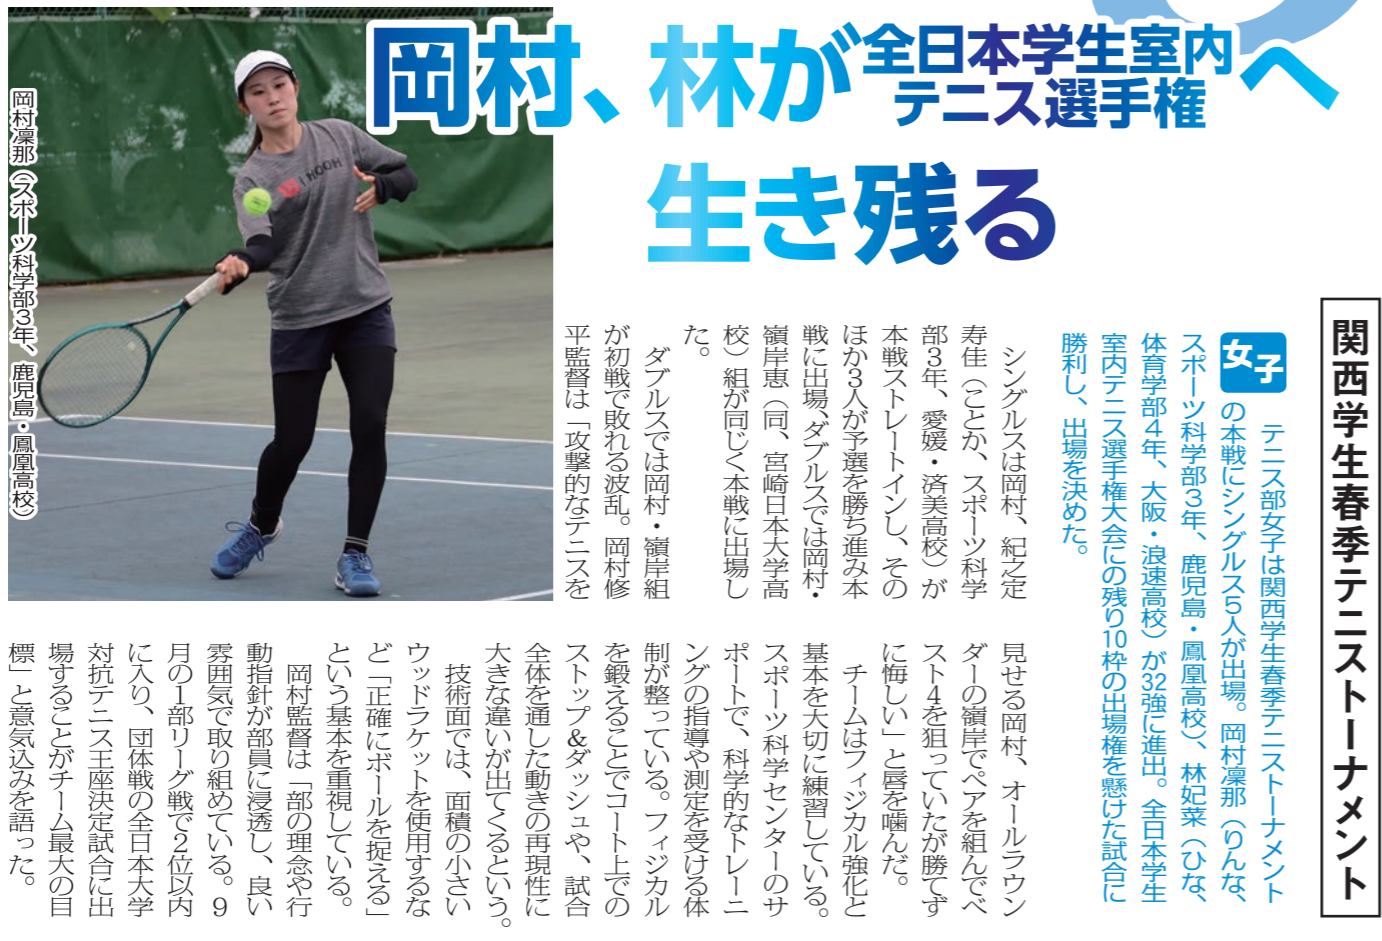 岡村、林が全日本学生室内テニス選手権へ
生き残る
関西学生春季テニストーナメント
女子
テニス部女子は関西学生春季テニストーナメント
の本戦にシングルス5人が出場。岡村凜那（りんな、
スポーツ科学部3年、鹿児島・鳳凰高校）、林妃菜（ひな、
体育学部4年、大阪・浪速高校）が32強に進出。全日本学生
室内テニス選手権大会にの残り10枠の出場権を懸けた試合に
勝利し、出場を決めた。
シングルスは岡村、紀之定
寿佳（ことか、スポーツ科学
部3年、愛媛・済美高校）が
本戦ストレートインし、その
ほか3人が予選を勝ち進み本
戦に出場、ダブルスでは岡村・
嶺岸恵（同、宮崎日本大学高
校）組が同じく本戦に出場し
た。
ダブルスでは岡村・嶺岸組
が初戦で敗れる波乱。岡村修
平監督は「攻撃的なテニスを
見せる岡村、オールラウン
ダーの嶺岸でペアを組んでベ
スト4を狙っていたが勝てず
に悔しい」と唇を噛んだ。
チームはフィジカル強化と
基本を大切に練習している。
スポーツ科学センターのサ
ポートで、科学的なトレーニ
ングの指導や測定を受ける体
制が整っている。フィジカル
を鍛えることでコート上での
ストップ＆ダッシュや、試合
全体を通した動きの再現性に
大きな違いが出てくるという。
技術面では、面積の小さい
ウッドラケットを使用するな
ど「正確にボールを捉える」
という基本を重視している。
岡村監督は「部の理念や行
動指針が部員に浸透し、良い
雰囲気で取り組めている。9
月の1部リーグ戦で2位以内
に入り、団体戦の全日本大学
対抗テニス王座決定試合に出
場することがチーム最大の目
標」と意気込みを語った。
岡村凜那（スポーツ科学部3年、鹿児島・鳳凰高校）